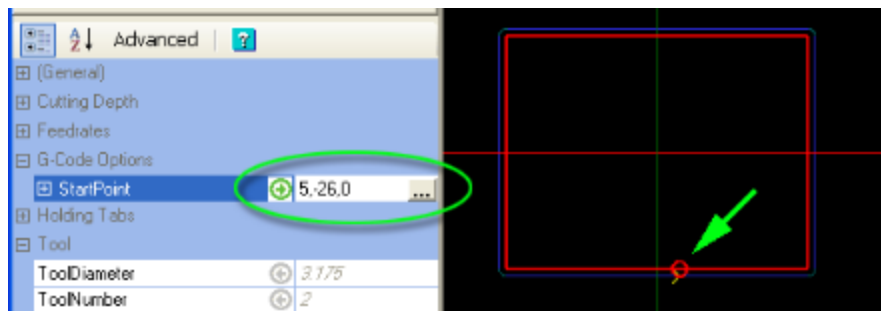 Advanced
(General)
Cutting Depth
Feedrates
G-Code Options
StartPoint 5,-26,0 ...
Holding Tabs
Tool
ToolDiameter 3.175
ToolNumber 2